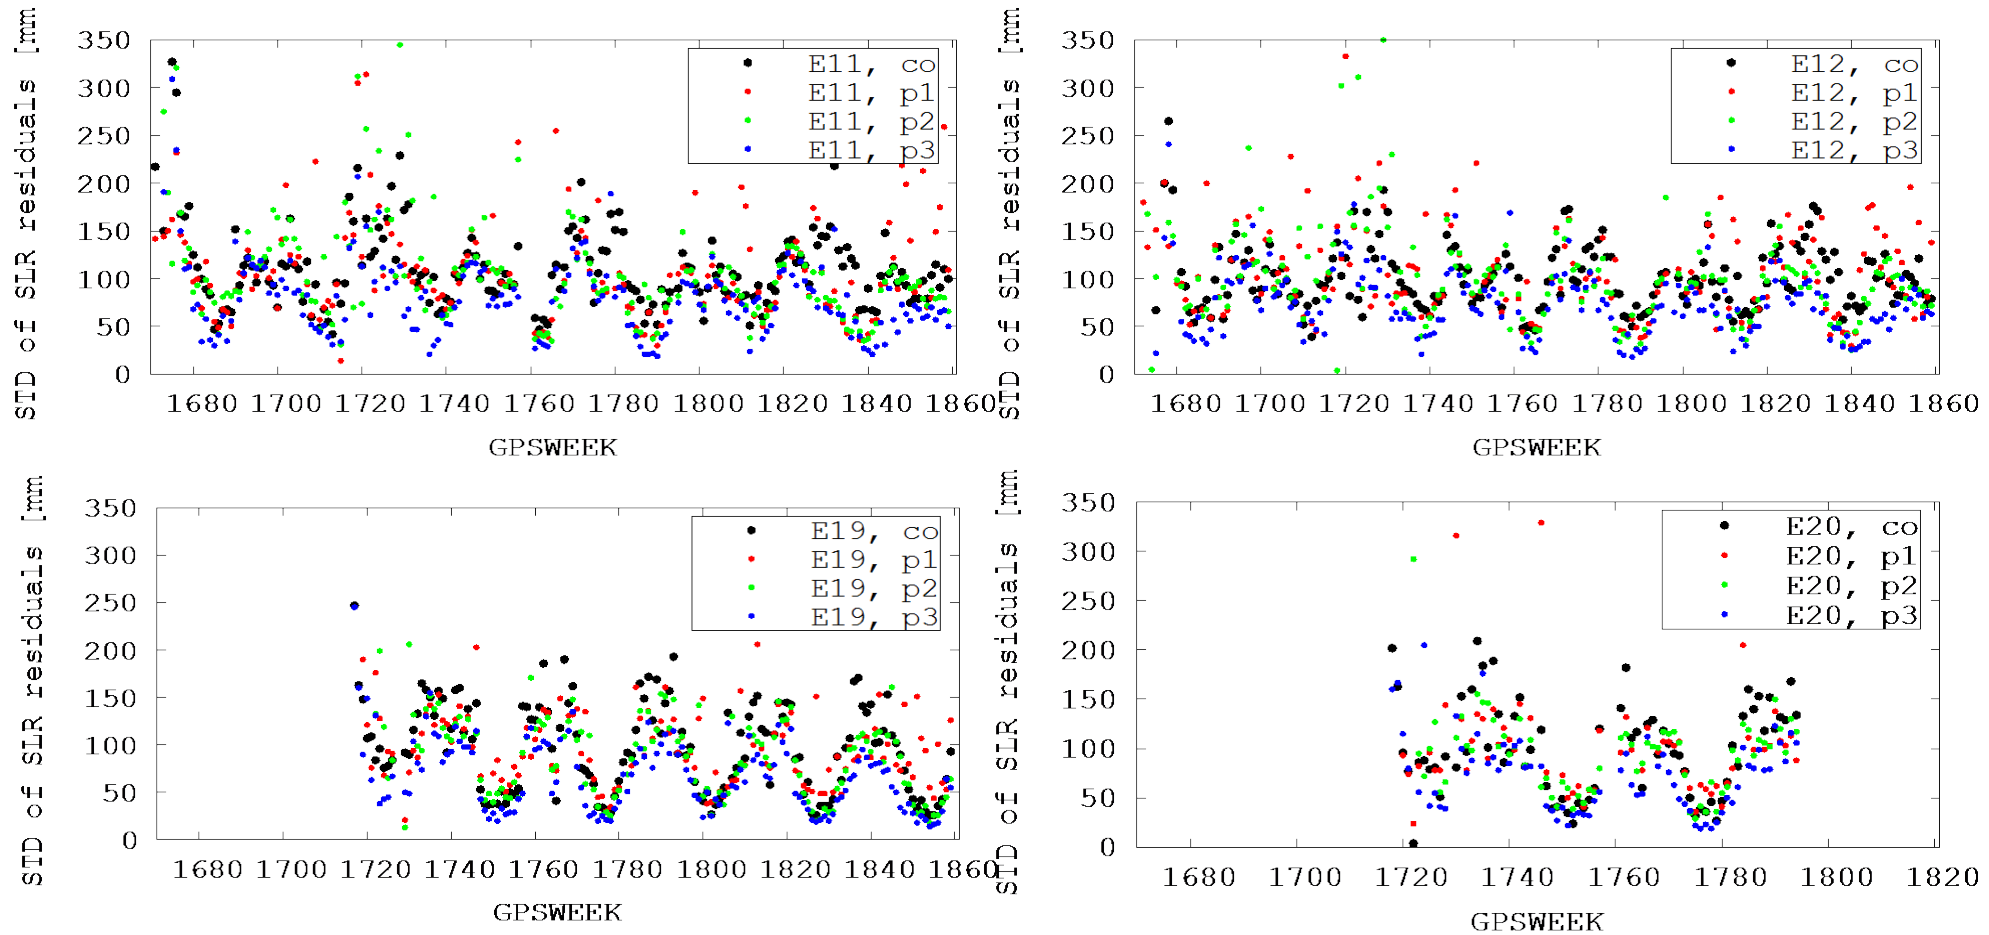 STD of SLR residuals [mm
350
300
250
200
150
100
50
0
E11, co
E11, p1
E11, p2
E11, p3
1680 1700 1720 1740 1760 1780 1800 1820 1840 1860
GPSWEEK
STD of SLR residuals [mm
350
300
250
200
150
100
50
0
E12, co
E12, p1
E12, p2
E12, p3
1680 1700 1720 1740 1760 1780 1800 1820 1840 1860
GPSWEEK
STD of SLR residuals [mm
350
300
250
200
150
100
50
0
E19, co
E19, p1
E19, p2
E19, p3
1680 1700 1720 1740 1760 1780 1800 1820 1840 1860
GPSWEEK
STD of SLR residuals [mm
350
300
250
200
150
100
50
0
E20, co
E20, p1
E20, p2
E20, p3
1680 1700 1720 1740 1760 1780 1800 1820
GPSWEEK